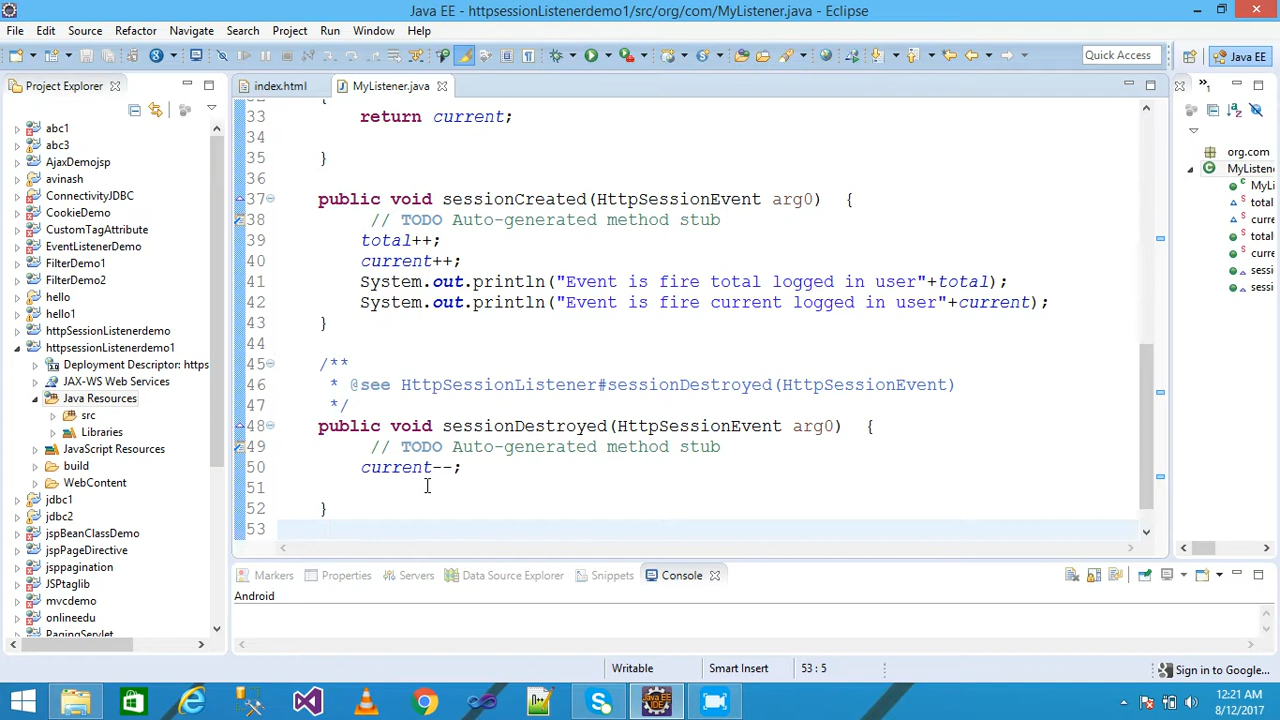 Java EE - httpsessionListenerdemo1/src/org/com/MyListener.java - Eclipse
File Edit Source Refactor Navigate Search Project Run Window Help
Quick Access
Java EE
Project Explorer
index.html
MyListener.java
abc1
abc3
AjaxDemojsp
avinash
ConnectivityJDBC
CookieDemo
CustomTagAttribute
EventListenerDemo
FilterDemo1
FilterDemo2
hello
hello1
httpSessionListenerdemo
httpsessionListenerdemo1
Deployment Descriptor: https
JAX-WS Web Services
Java Resources
src
Libraries
JavaScript Resources
build
WebContent
jdbc1
jdbc2
jspBeanClassDemo
jspPageDirective
jsppagination
JSPtaglib
mvcdemo
onlineedu
PagingServlet
33 return current;
34
35 }
36
37 public void sessionCreated(HttpSessionEvent arg0) {
38 // TODO Auto-generated method stub
39 total++;
40 current++;
41 System.out.println("Event is fire total logged in user"+total);
42 System.out.println("Event is fire current logged in user"+current);
43 }
44
45 /**
46 * @see HttpSessionListener#sessionDestroyed(HttpSessionEvent)
47 */
48 public void sessionDestroyed(HttpSessionEvent arg0) {
49 // TODO Auto-generated method stub
50 current--;
51
52 }
53
org.com
MyListene
MyLi
total
curre
total
curre
sessi
sessi
Markers Properties Servers Data Source Explorer Snippets Console
Android
Writable Smart Insert 53 : 5
Sign in to Google...
12:21 AM
8/12/2017